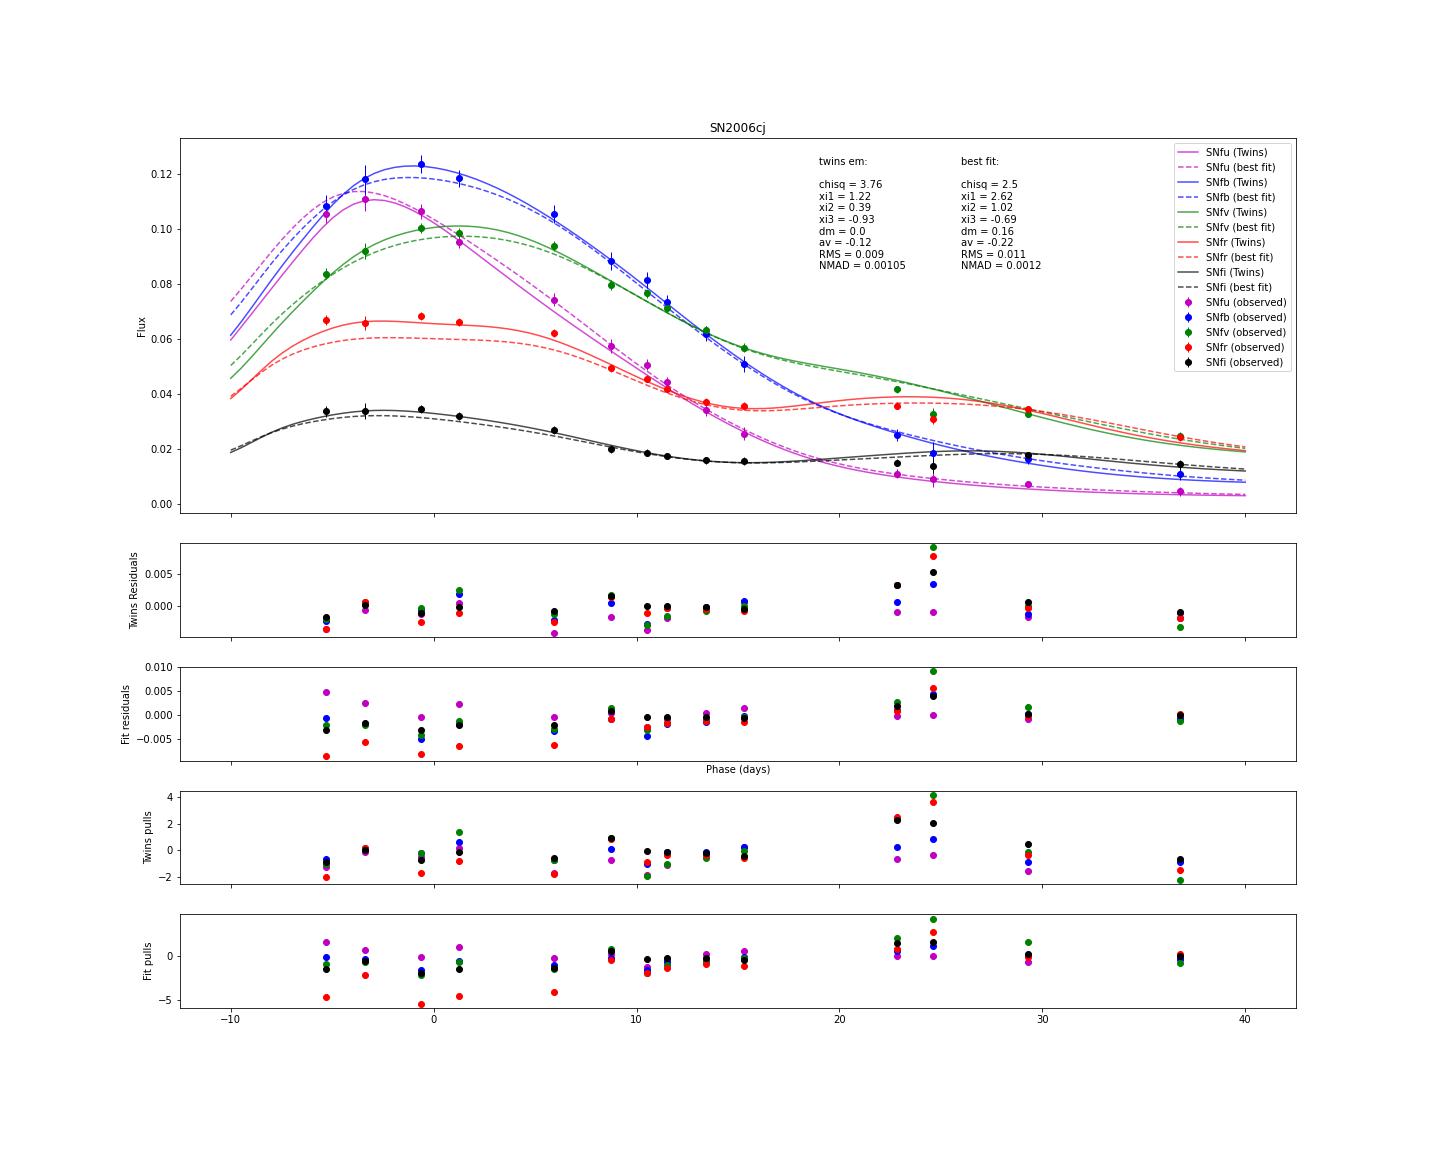 SN2006cj
Flux
0.12
0.10
0.08
0.06
0.04
0.02
0.00
twins em:
chisq = 3.76
xi1 = 1.22
xi2 = 0.39
xi3 = -0.93
dm = 0.0
av = -0.12
RMS = 0.009
NMAD = 0.00105
best fit:
chisq = 2.5
xi1 = 2.62
xi2 = 1.02
xi3 = -0.69
dm = 0.16
av = -0.22
RMS = 0.011
NMAD = 0.0012
SNfu (Twins)
SNfu (best fit)
SNfb (Twins)
SNfb (best fit)
SNfv (Twins)
SNfv (best fit)
SNfr (Twins)
SNfr (best fit)
SNfi (Twins)
SNfi (best fit)
SNfu (observed)
SNfb (observed)
SNfv (observed)
SNfr (observed)
SNfi (observed)
Twins Residuals
0.005
0.000
Fit residuals
0.010
0.005
0.000
−0.005
Phase (days)
Twins pulls
4
2
0
−2
Fit pulls
0
−5
−10
0
10
20
30
40